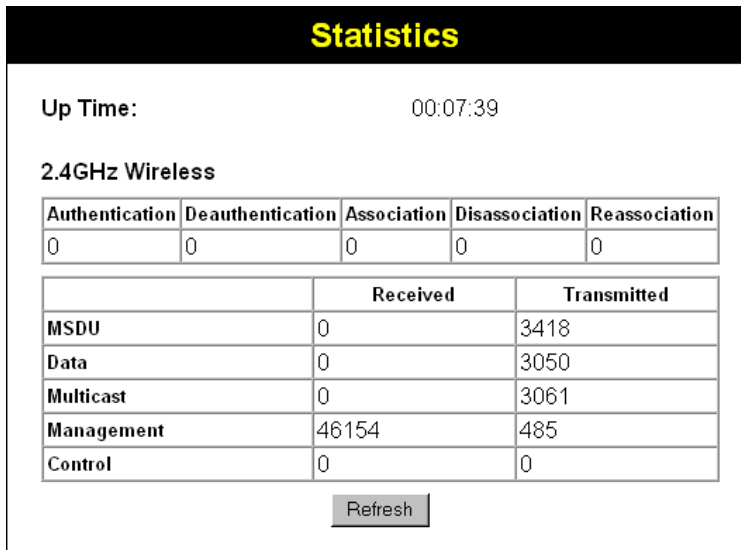 Statistics
Up Time: 00:07:39
2.4GHz Wireless
Authentication Deauthentication Association Disassociation Reassociation
0 0 0 0 0
Received Transmitted
MSDU 0 3418
Data 0 3050
Multicast 0 3061
Management 46154 485
Control 0 0
Refresh